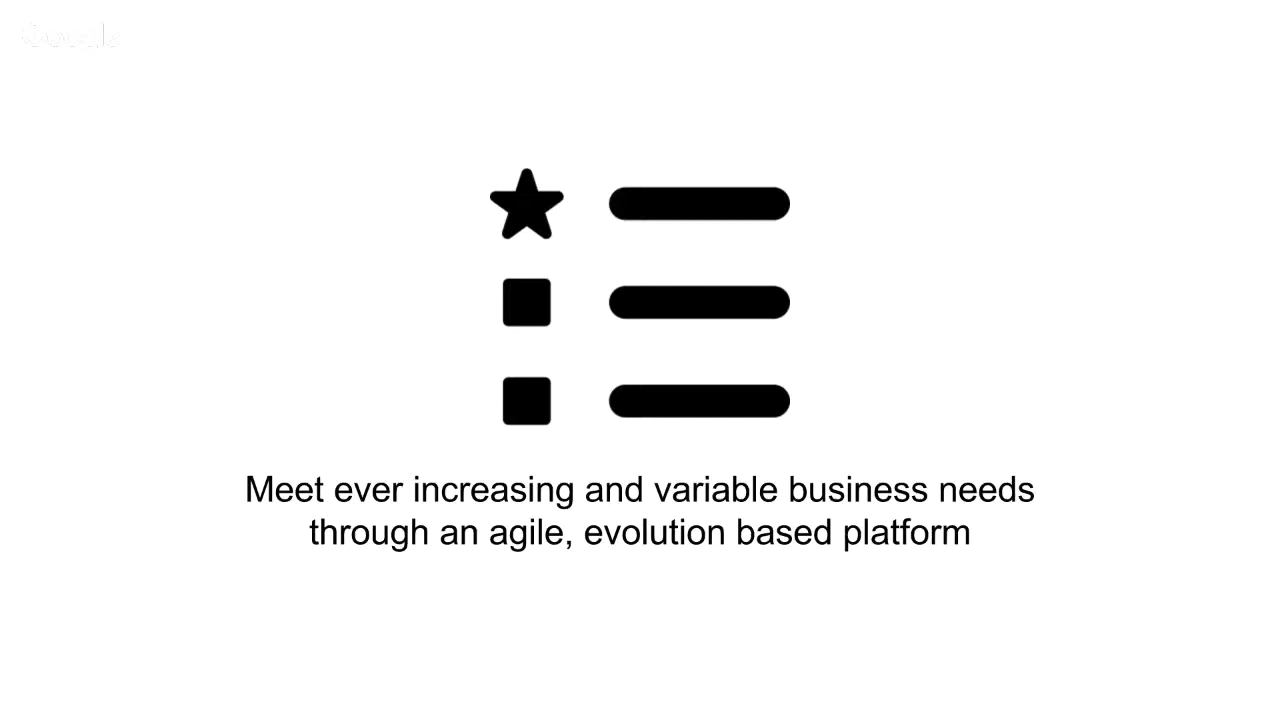 Meet ever increasing and variable business needs
through an agile, evolution based platform